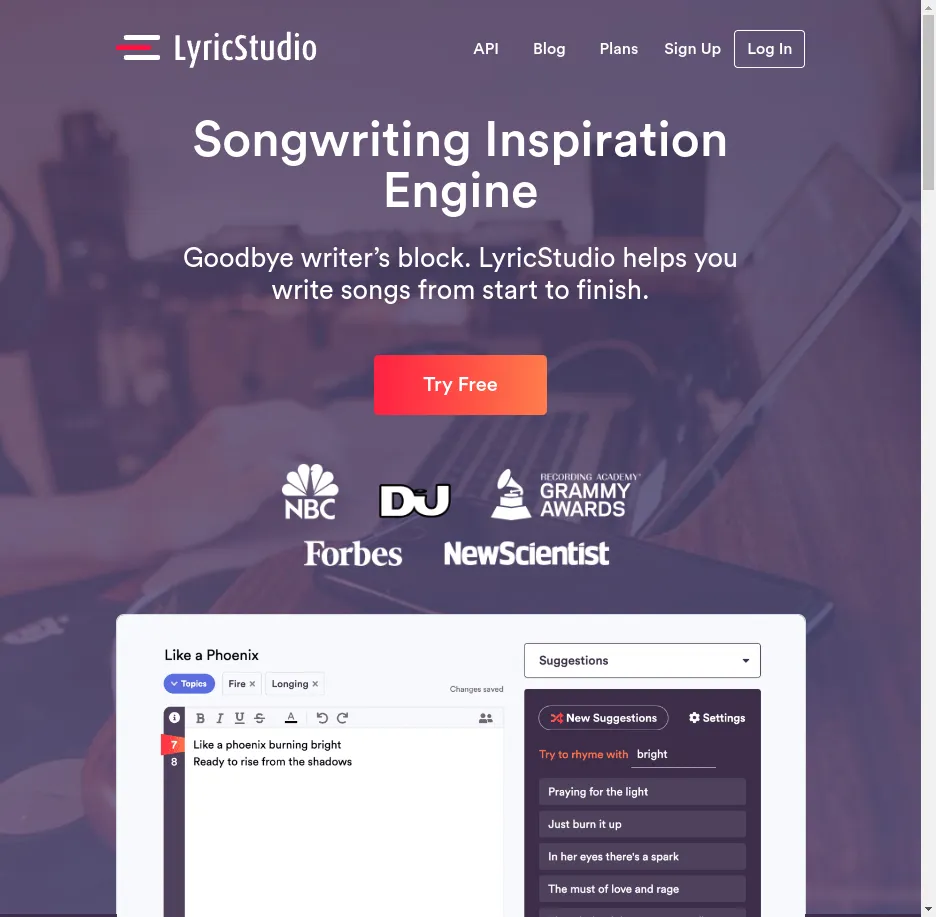 LyricStudio
API Blog Plans Sign Up Log In
Songwriting Inspiration
Engine
Goodbye writer’s block. LyricStudio helps you
write songs from start to finish.
Try Free
NBC
DJ
RECORDING ACADEMY
GRAMMY
AWARDS
Forbes
NewScientist
Like a Phoenix
Topics Fire × Longing ×
Changes saved
B I U S A
7 Like a phoenix burning bright
8 Ready to rise from the shadows
Suggestions
New Suggestions Settings
Try to rhyme with bright
Praying for the light
Just burn it up
In her eyes there's a spark
The must of love and rage